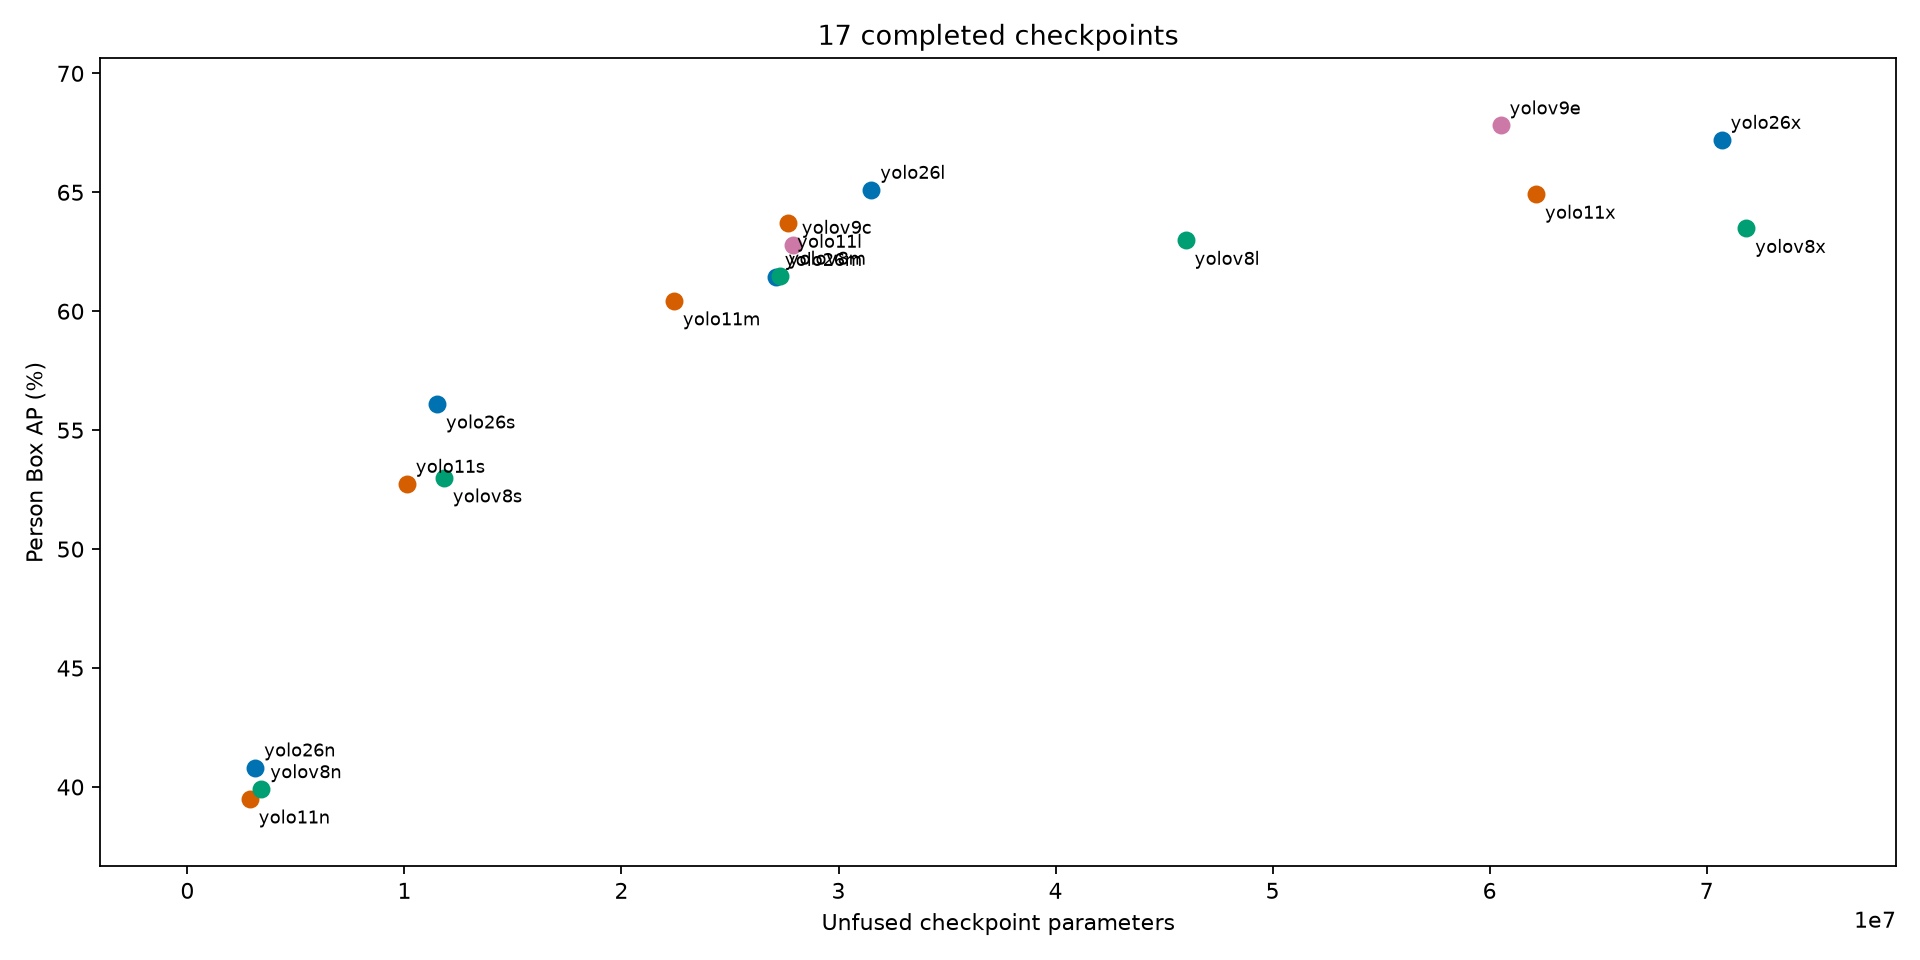 17 completed checkpoints
70
65
60
55
50
45
40
Person Box AP (%)
yolov9e
yolo26x
yolo26l
yolo11x
yolov9c
yolo11l
yolo26m
yolov8m
yolov8l
yolov8x
yolo11m
yolo26s
yolo11s
yolov8s
yolo26n
yolov8n
yolo11n
0 1 2 3 4 5 6 7
1e7
Unfused checkpoint parameters